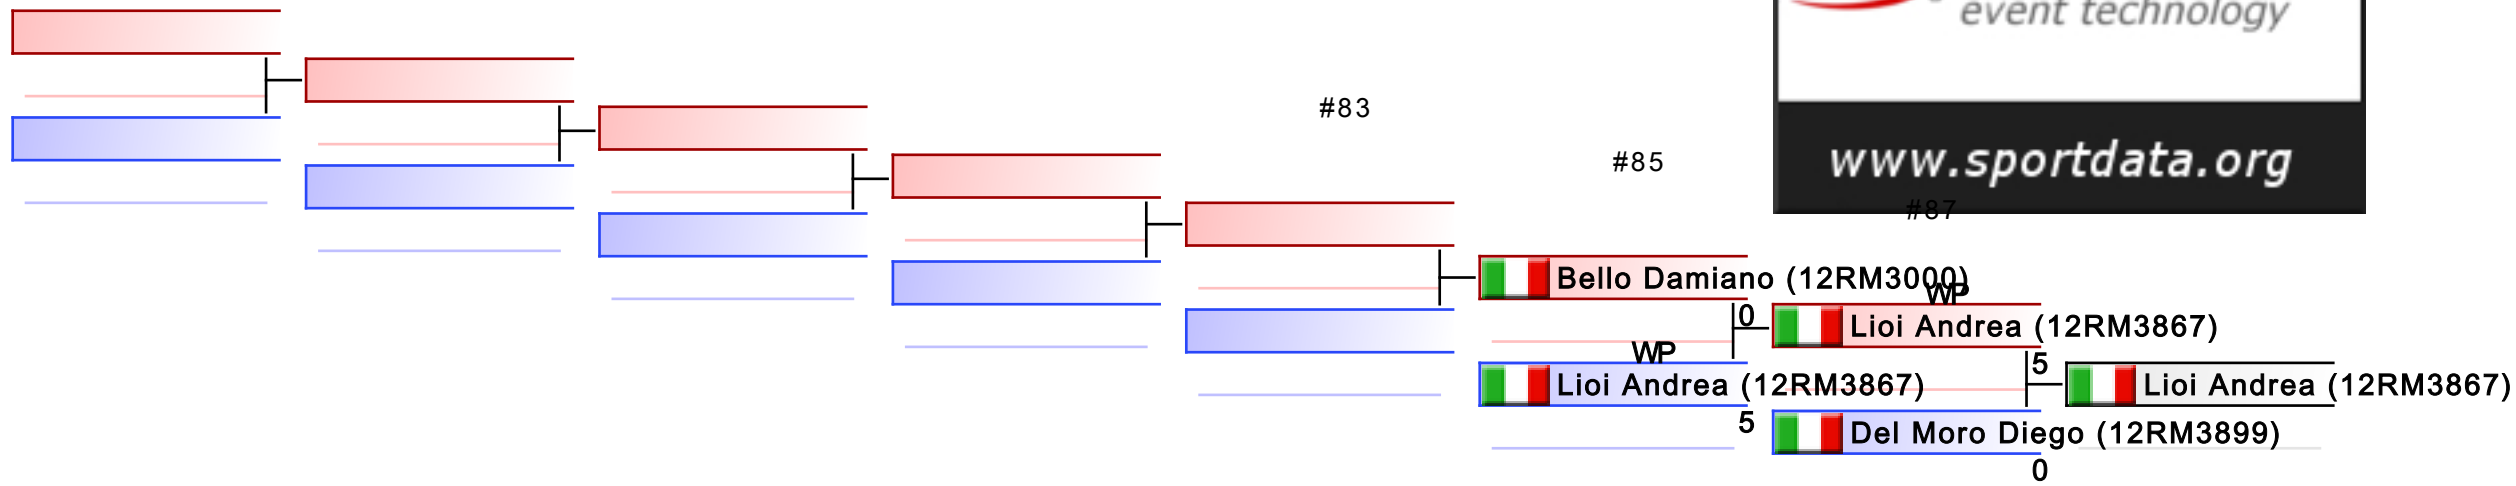 event technology
#83
#85
www.sportdata.org
#87
Bello Damiano (12RM3000)
WP
0
Lioi Andrea (12RM3867)
WP
5
Lioi Andrea (12RM3867)
Lioi Andrea (12RM3867)
5
Del Moro Diego (12RM3899)
0